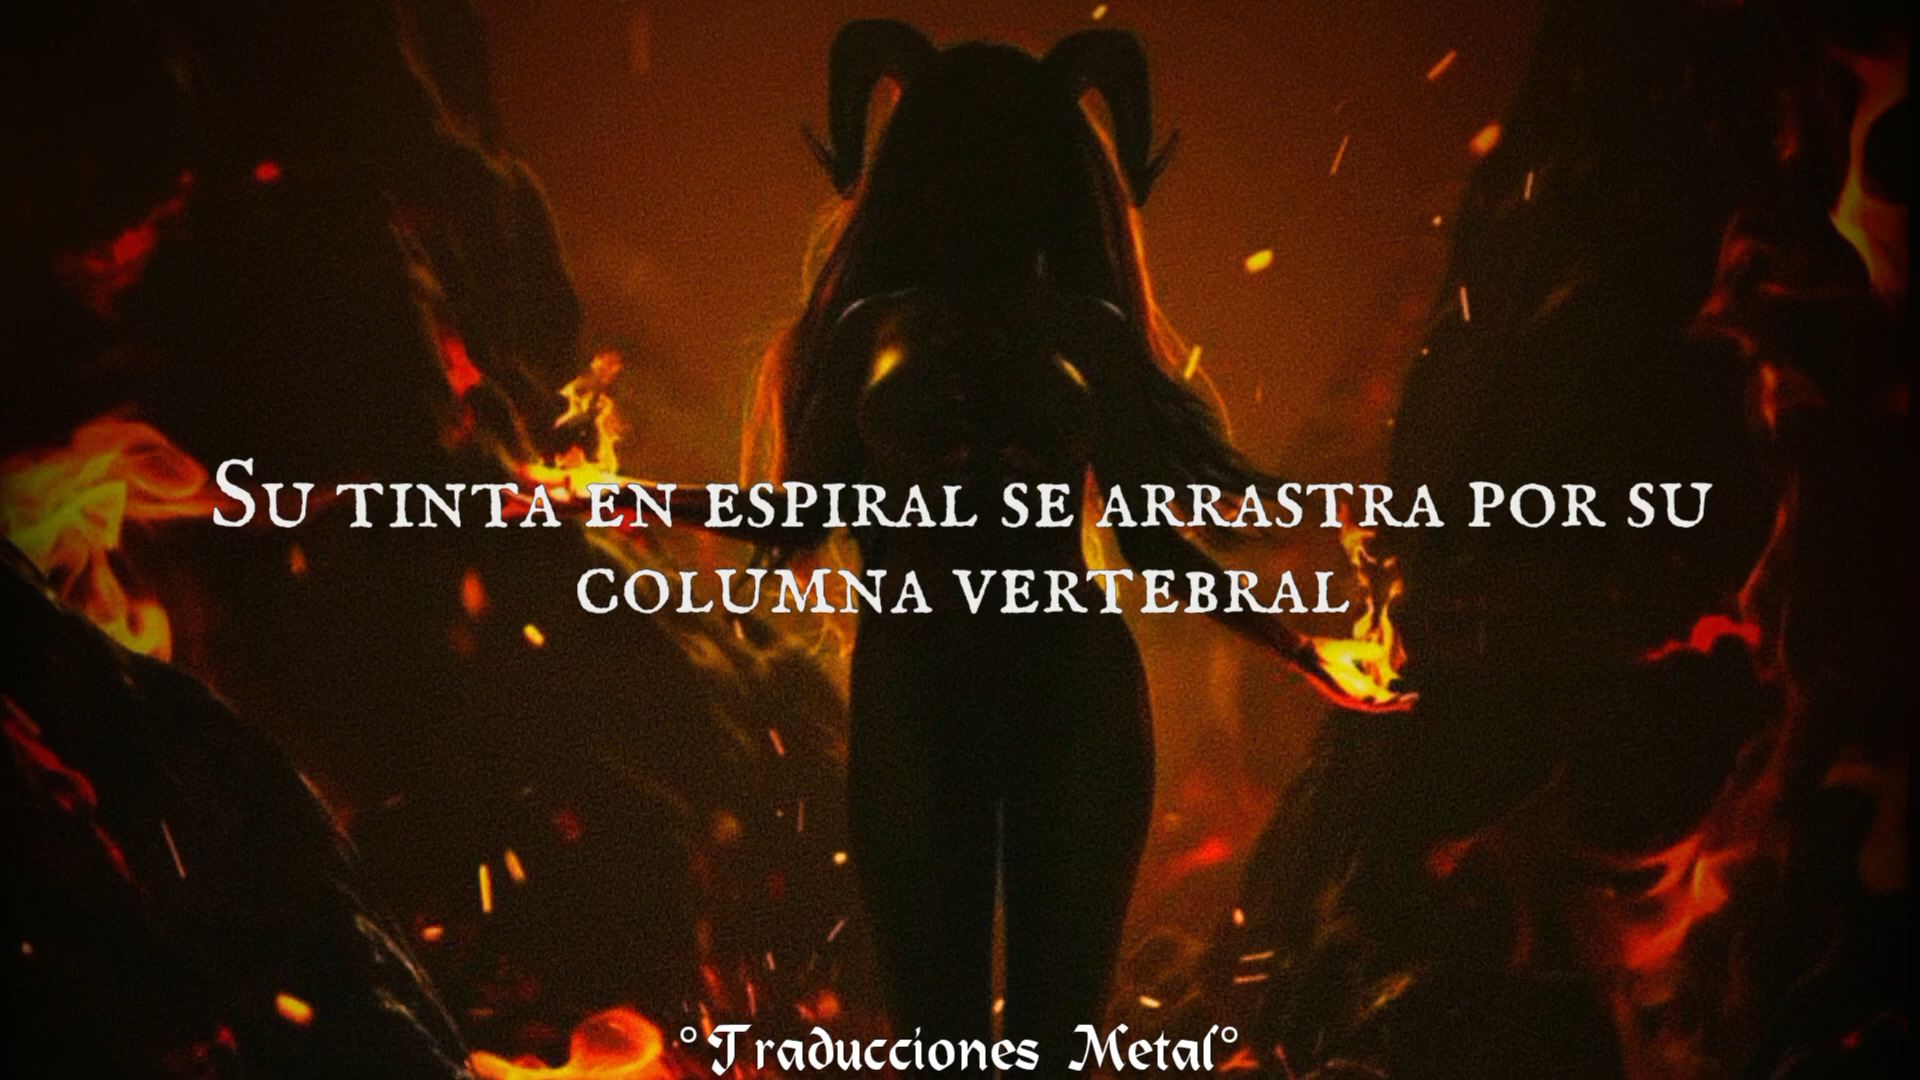 Su tinta en espiral se arrastra por su
columna vertebral
°Traducciones Metal°